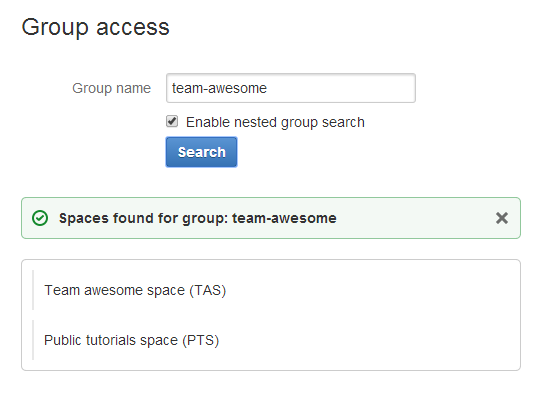 Group access
Group name team-awesome
Enable nested group search
Search
Spaces found for group: team-awesome
Team awesome space (TAS)
Public tutorials space (PTS)